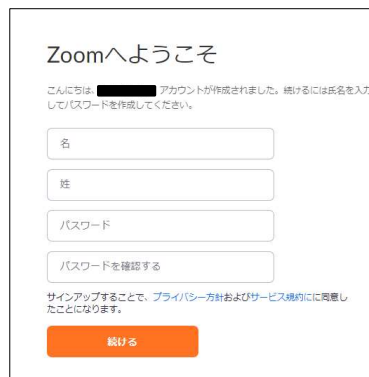 Zoomへようこそ
こんにちは、 アカウントが作成されました。続けるには氏名を入力
してパスワードを作成してください。
名
姓
パスワード
パスワードを確認する
サインアップすることで、プライバシー方針およびサービス規約にに同意し
たことになります。
続ける